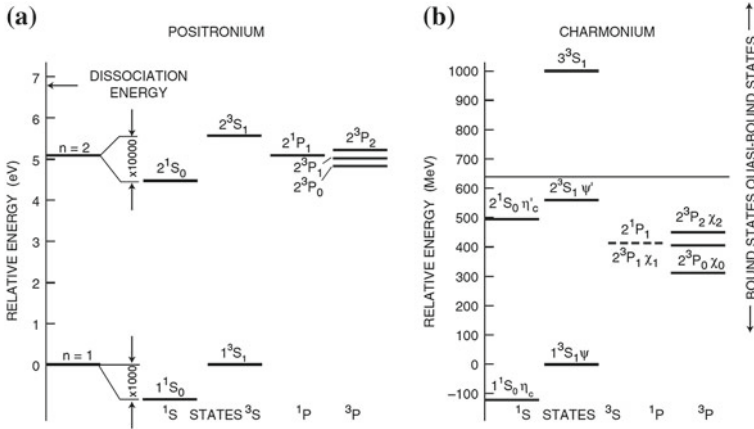 (a)
POSITRONIUM
RELATIVE ENERGY (eV)
7
6
5
4
3
2
1
0
DISSOCIATION
ENERGY
n = 2
x10000
2¹S₀
2³S₁
2¹P₁
2³P₂
2³P₁
2³P₀
n = 1
x1000
1¹S₀
1³S₁
¹S STATES ³S ¹P ³P
(b)
CHARMONIUM
RELATIVE ENERGY (MeV)
1000
900
800
700
600
500
400
300
200
100
0
−100
3³S₁
2¹S₀ η′c
2³S₁ ψ′
2¹P₁
2³P₁ χ₁
2³P₂ χ₂
2³P₀ χ₀
1³S₁ψ
1¹S₀ ηc
¹S STATES ³S ¹P ³P
BOUND STATES QUASI-BOUND STATES